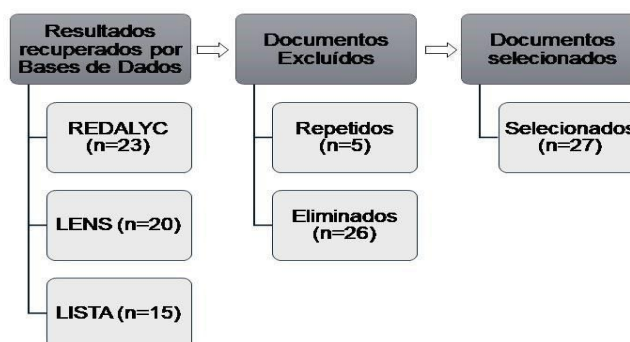 Resultados
recuperados por
Bases de Dados
REDALYC
(n=23)
LENS (n=20)
LISTA (n=15)
Documentos
Excluídos
Repetidos
(n=5)
Eliminados
(n=26)
Documentos
selecionados
Selecionados
(n=27)